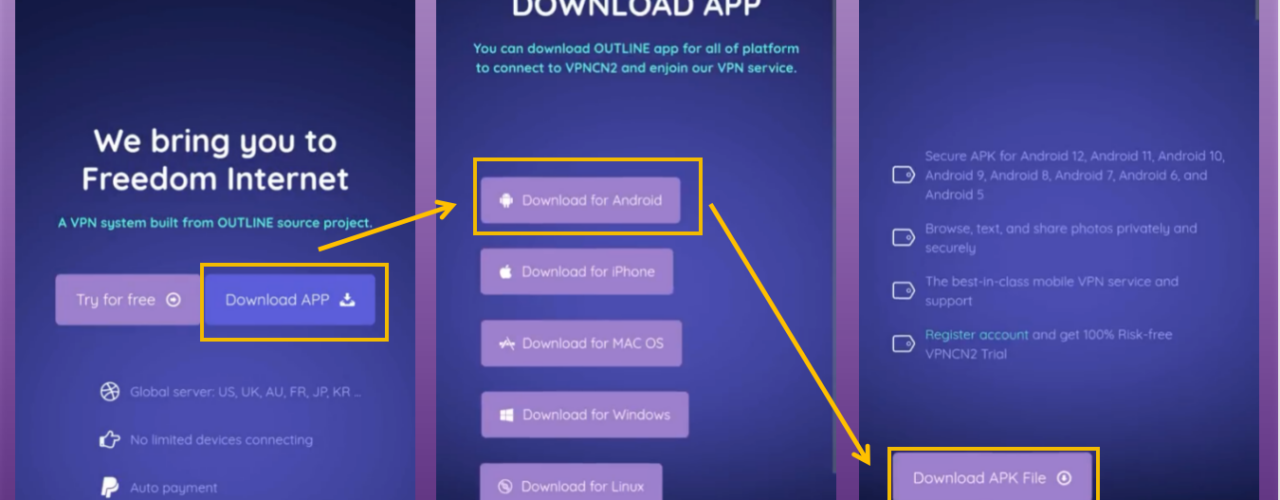 We bring you to
Freedom Internet
A VPN system built from OUTLINE source project.
Try for free
Download APP
Global server: US, UK, AU, FR, JP, KR ...
No limited devices connecting
Auto payment
DOWNLOAD APP
You can download OUTLINE app for all of platform
to connect to VPNCN2 and enjoin our VPN service.
Download for Android
Download for iPhone
Download for MAC OS
Download for Windows
Download for Linux
Secure APK for Android 12, Android 11, Android 10,
Android 9, Android 8, Android 7, Android 6, and
Android 5
Browse, text, and share photos privately and
securely
The best-in-class mobile VPN service and
support
Register account and get 100% Risk-free
VPNCN2 Trial
Download APK File